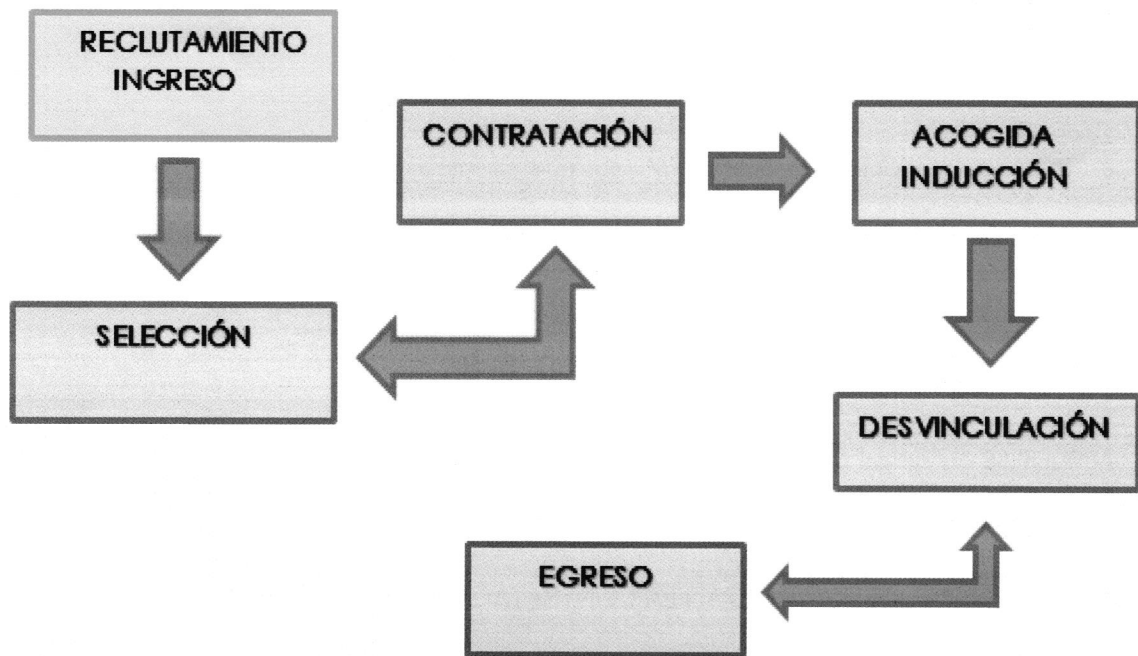 RECLUTAMIENTO
INGRESO
SELECCIÓN
CONTRATACIÓN
ACOGIDA
INDUCCIÓN
DESVINCULACIÓN
EGRESO